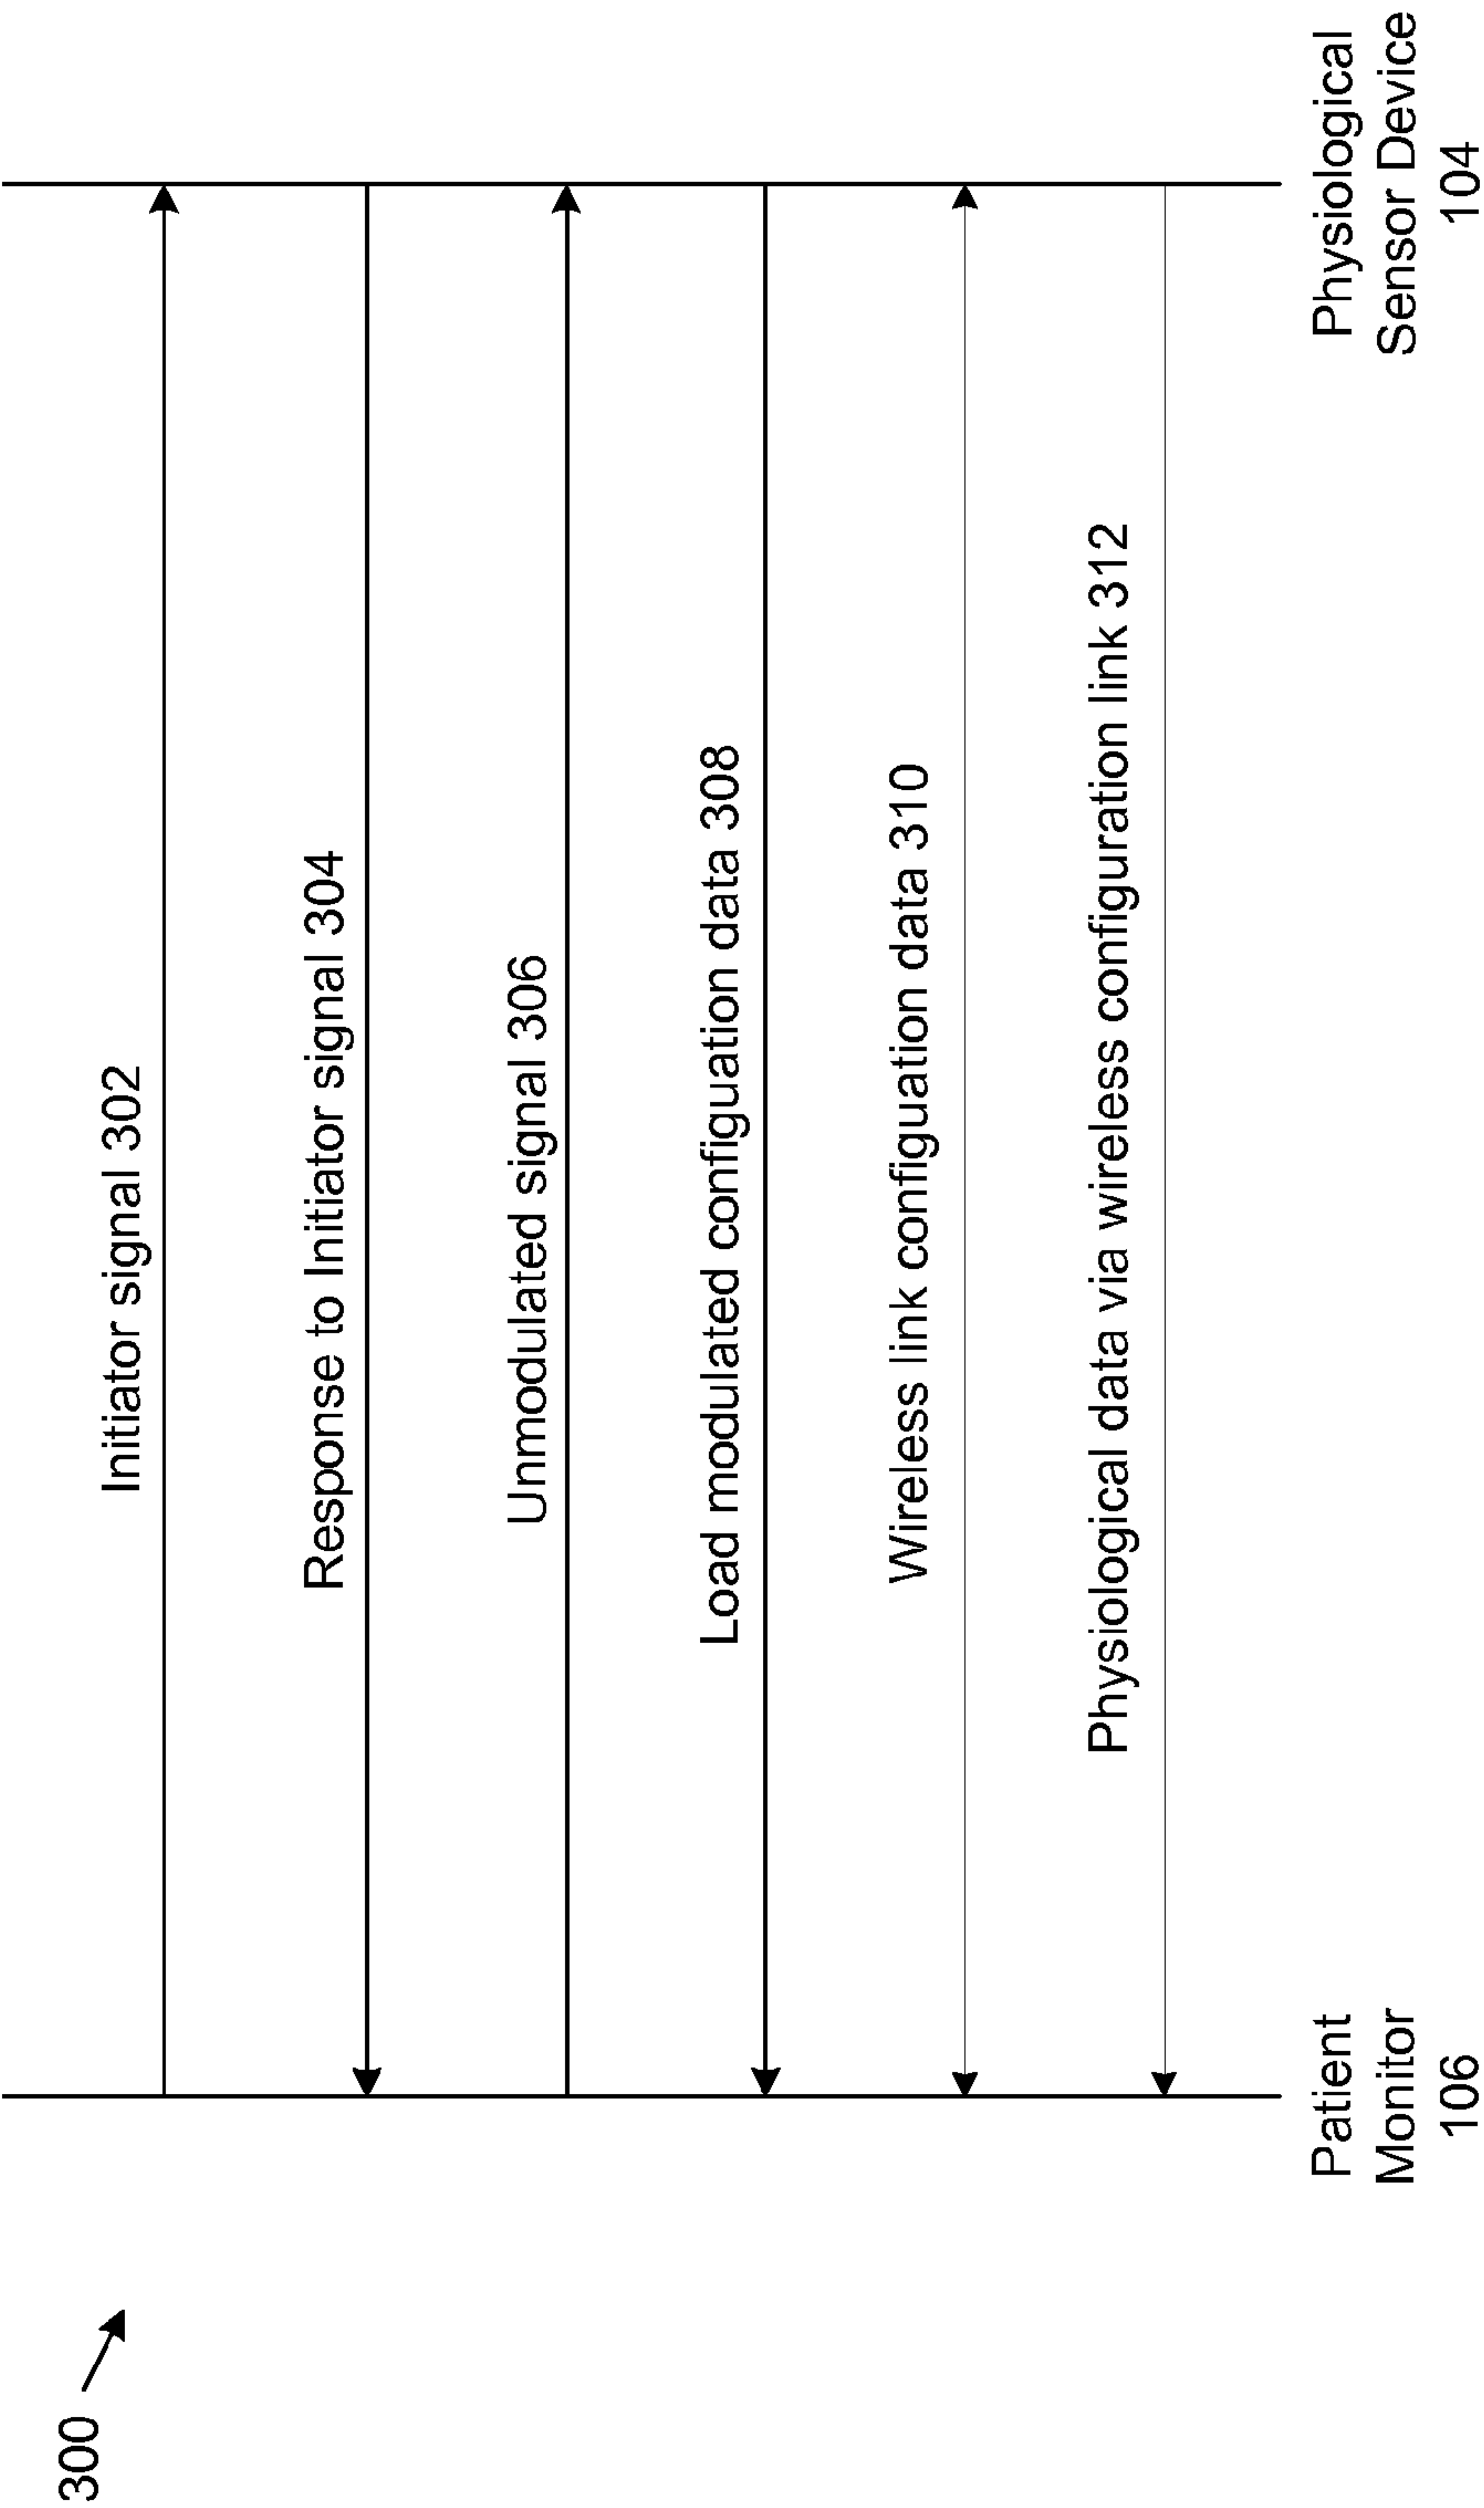 300
Initiator signal 302
Response to Initiator signal 304
Unmodulated signal 306
Load modulated configuation data 308
Wireless link configuation data 310
Physiological data via wireless configuration link 312
Patient
Monitor
106
Physiological
Sensor Device
104